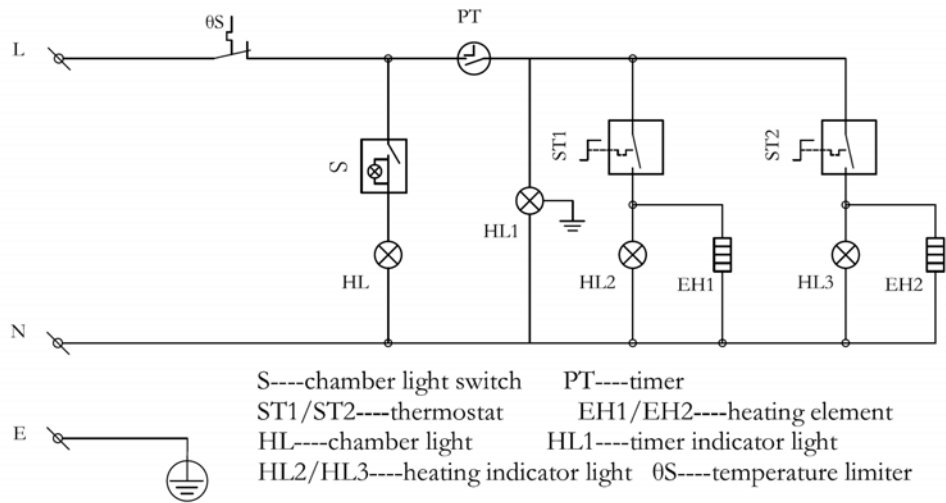 θS
PT
L
S
ST1
ST2
HL
HL1
HL2
EH1
HL3
EH2
N
S----chamber light switch PT----timer
ST1/ST2----thermostat EH1/EH2----heating element
E
HL----chamber light HL1----timer indicator light
HL2/HL3----heating indicator light θS----temperature limiter